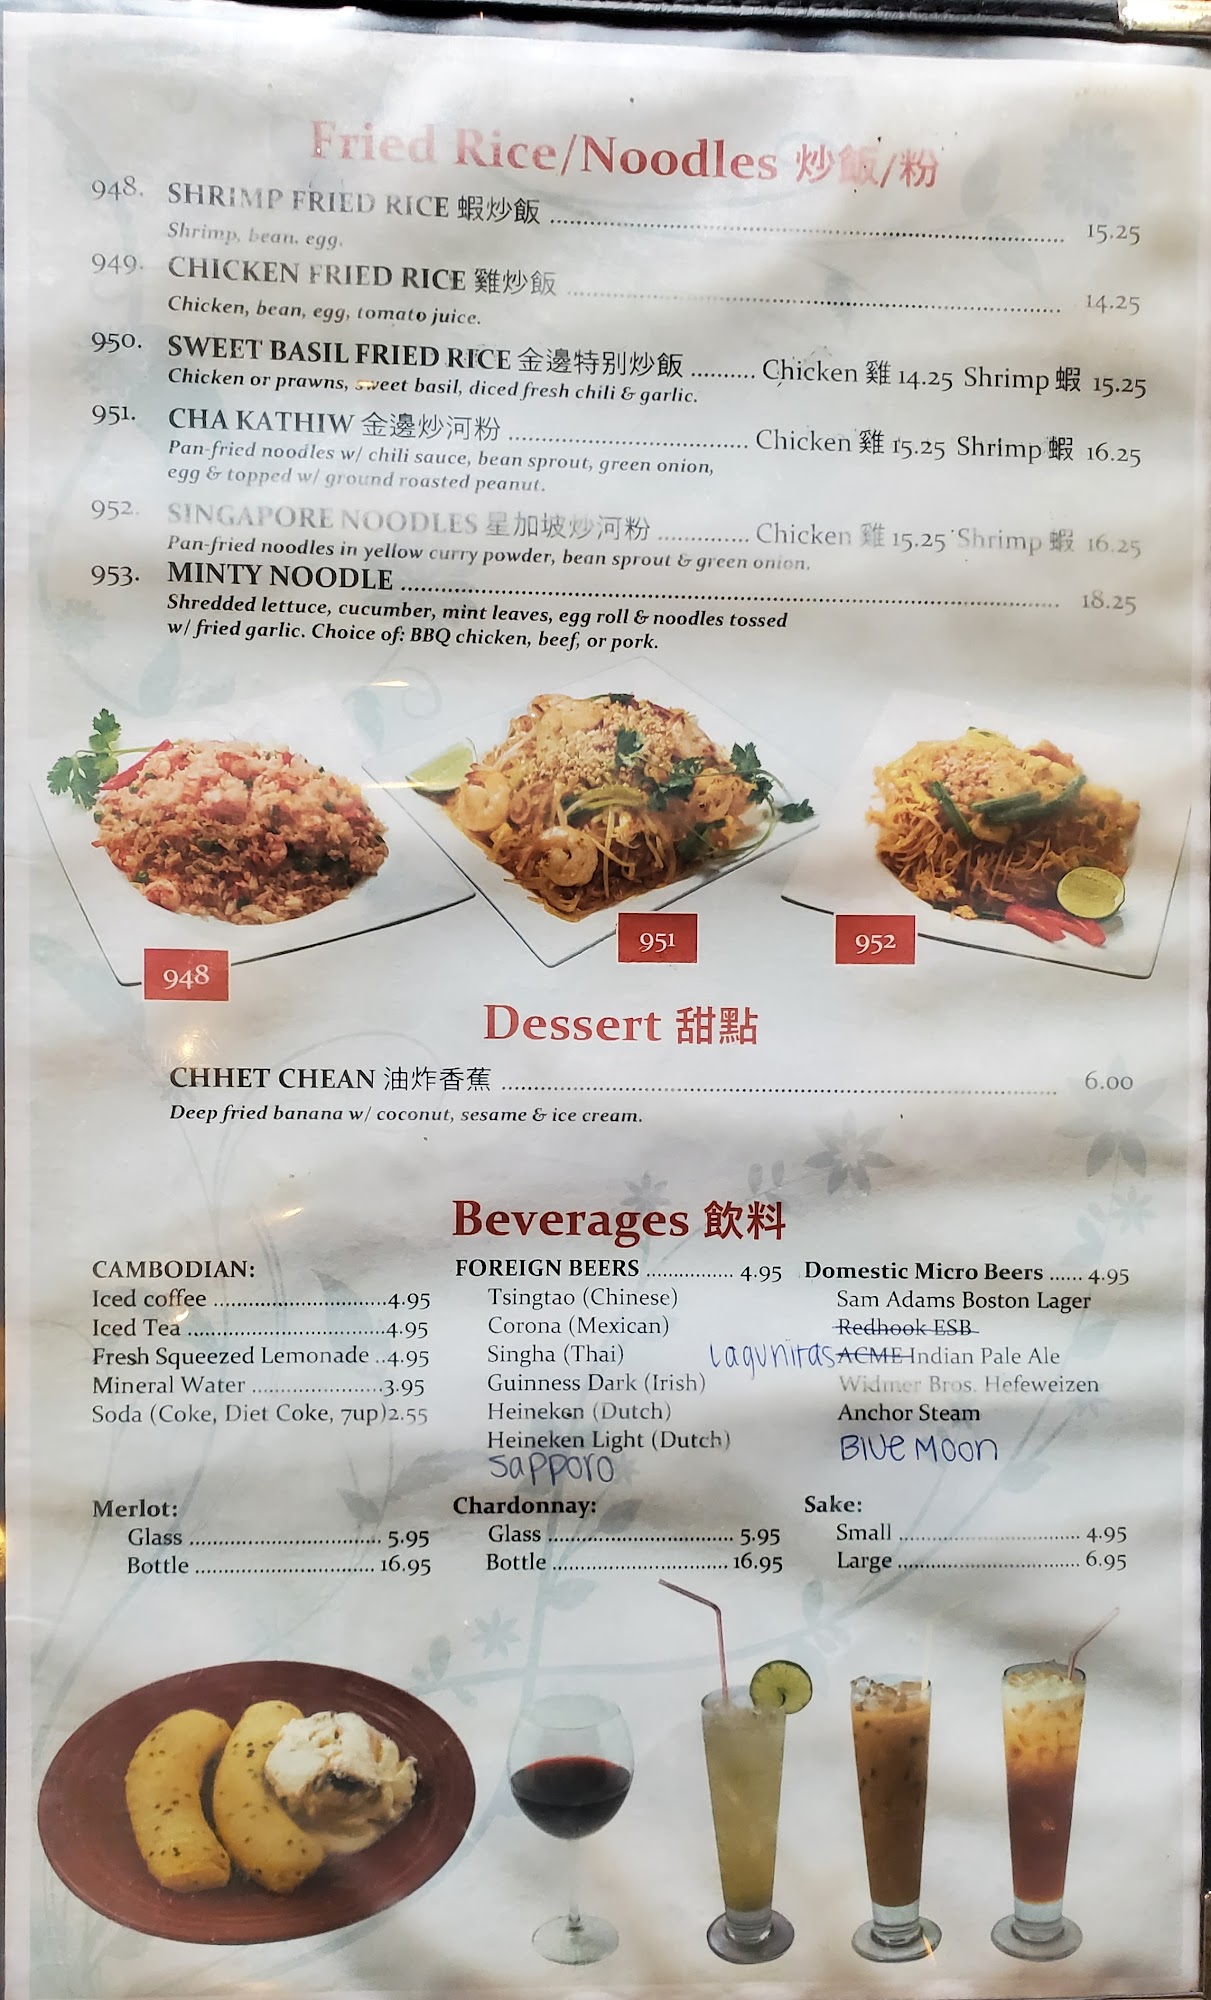 Fried Rice/Noodles 炒飯/粉
948. SHRIMP FRIED RICE 蝦炒飯 ........ 15.25
Shrimp, bean. egg.
949. CHICKEN FRIED RICE 雞炒飯 ........ 14.25
Chicken, bean, egg, tomato juice.
950. SWEET BASIL FRIED RICE 金邊特別炒飯 .......... Chicken 雞 14.25 Shrimp 蝦 15.25
Chicken or prawns, sweet basil, diced fresh chili & garlic.
951. CHA KATHIW 金邊炒河粉 ........ Chicken 雞 15.25 Shrimp 蝦 16.25
Pan-fried noodles w/ chili sauce, bean sprout, green onion,
egg & topped w/ ground roasted peanut.
952. SINGAPORE NOODLES 星加坡炒河粉 ........ Chicken 雞 15.25 Shrimp 蝦 16.25
Pan-fried noodles in yellow curry powder, bean sprout & green onion.
953. MINTY NOODLE ........ 18.25
Shredded lettuce, cucumber, mint leaves, egg roll & noodles tossed
w/ fried garlic. Choice of: BBQ chicken, beef, or pork.
948
951
952
Dessert 甜點
CHHET CHEAN 油炸香蕉 ........ 6.00
Deep fried banana w/ coconut, sesame & ice cream.
Beverages 飲料
CAMBODIAN:
Iced coffee ........ 4.95
Iced Tea ........ 4.95
Fresh Squeezed Lemonade ..4.95
Mineral Water ........ 3.95
Soda (Coke, Diet Coke, 7up)2.55
FOREIGN BEERS ........ 4.95
Tsingtao (Chinese)
Corona (Mexican)
Singha (Thai)
Guinness Dark (Irish)
Heineken (Dutch)
Heineken Light (Dutch)
Sapporo
Domestic Micro Beers ...... 4.95
Sam Adams Boston Lager
Redhook ESB
Lagunitas ACME Indian Pale Ale
Widmer Bros. Hefeweizen
Anchor Steam
Blue Moon
Merlot:
Glass ........ 5.95
Bottle ........ 16.95
Chardonnay:
Glass ........ 5.95
Bottle ........ 16.95
Sake:
Small ........ 4.95
Large ........ 6.95